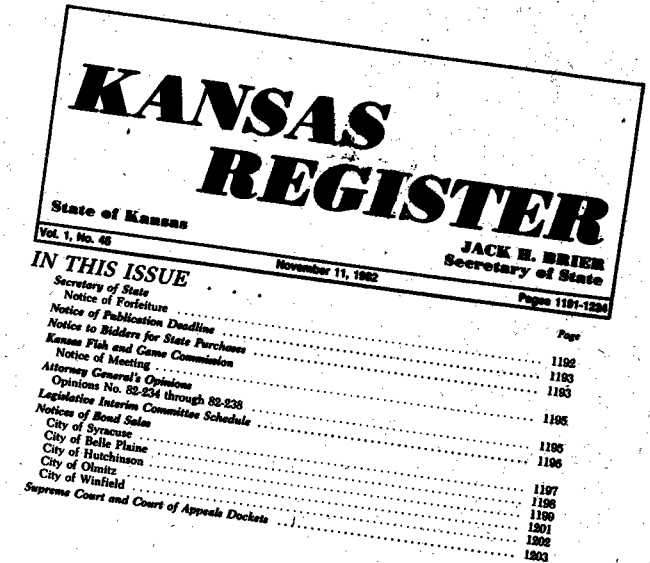 KANSAS
REGISTER
State of Kansas
JACK H. BRIER
Secretary of State
Vol. 1, No. 45 November 11, 1982 Pages 1191-1234
IN THIS ISSUE . . . .
Page
Secretary of State
Notice of Forfeiture ........ 1192
Notice of Publication Deadline ........ 1193
Notice to Bidders for State Purchases ........ 1193
Kansas Fish and Game Commission
Notice of Meeting ........ 1195
Attorney General's Opinions
Opinions No. 82-234 through 82-238 ........ 1195
Legislative Interim Committee Schedule ........ 1196
Notices of Bond Sales
City of Syracuse ........ 1197
City of Belle Plaine ........ 1198
City of Hutchinson ........ 1199
City of Olmitz ........ 1201
City of Winfield ........ 1202
Supreme Court and Court of Appeals Dockets ........ 1203